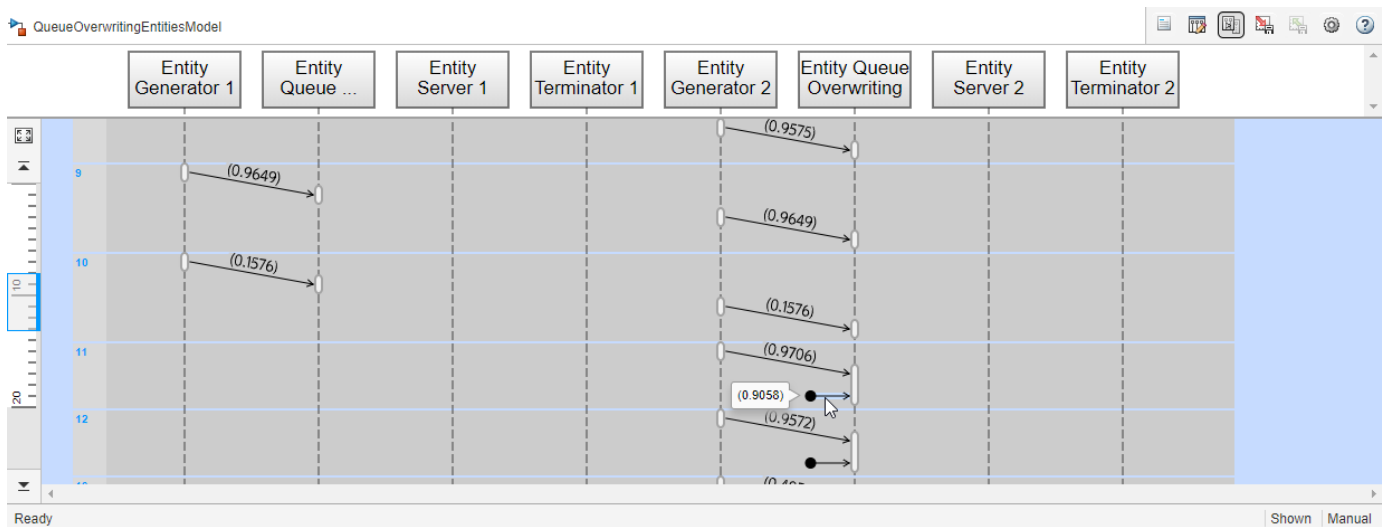 QueueOverwritingEntitiesModel
Entity
Generator 1
Entity
Queue ...
Entity
Server 1
Entity
Terminator 1
Entity
Generator 2
Entity Queue
Overwriting
Entity
Server 2
Entity
Terminator 2
(0.9575)
9
(0.9649)
(0.9649)
10
(0.1576)
10
(0.1576)
11
(0.9706)
(0.9058)
20
12
(0.9572)
Ready
Shown
Manual